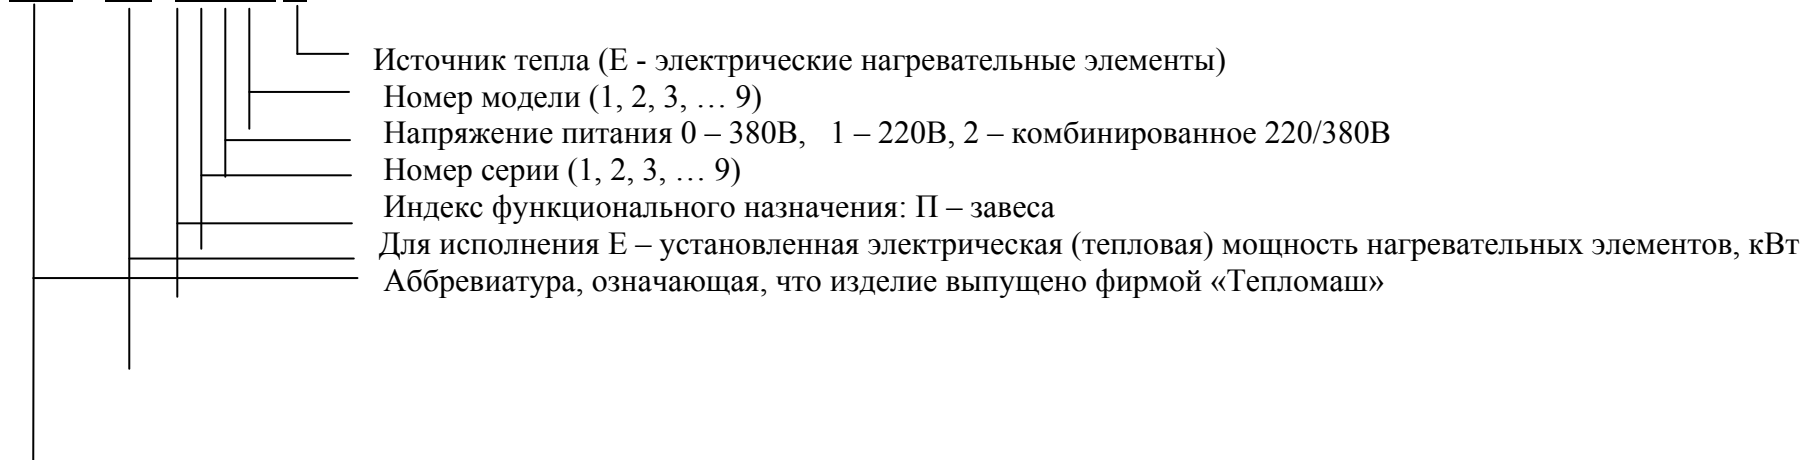 Источник тепла (Е - электрические нагревательные элементы)
Номер модели (1, 2, 3, … 9)
Напряжение питания 0 – 380В, 1 – 220В, 2 – комбинированное 220/380В
Номер серии (1, 2, 3, … 9)
Индекс функционального назначения: П – завеса
Для исполнения Е – установленная электрическая (тепловая) мощность нагревательных элементов, кВт
Аббревиатура, означающая, что изделие выпущено фирмой «Тепломаш»